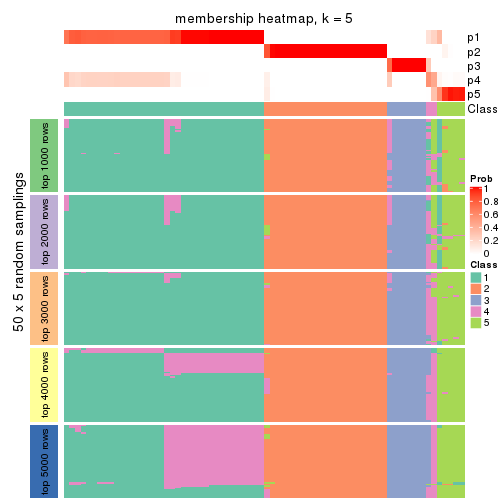 membership heatmap, k = 5
p1
p2
p3
p4
p5
Class
50 x 5 random samplings
top 1000 rows
top 2000 rows
top 3000 rows
top 4000 rows
top 5000 rows
Prob
1
0.8
0.6
0.4
0.2
0
Class
1
2
3
4
5